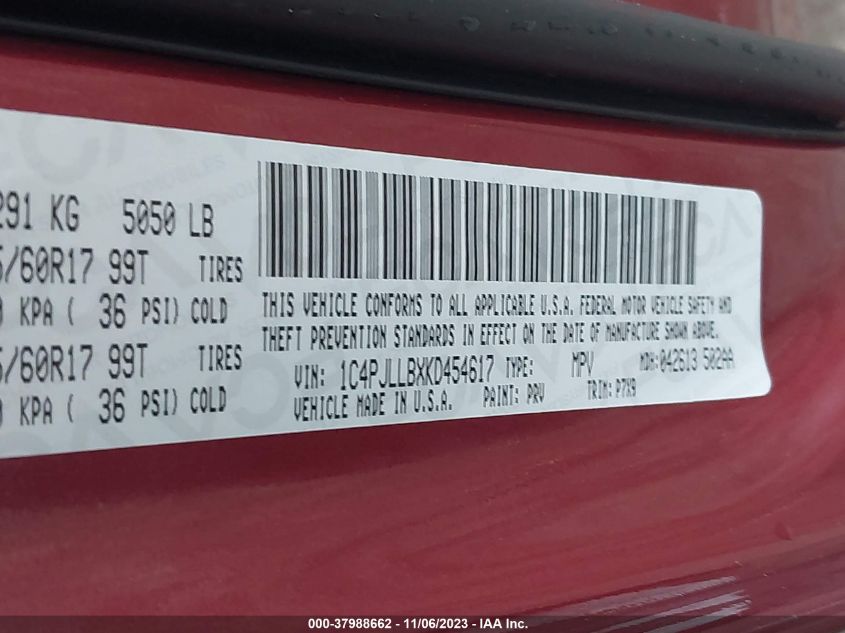 291 KG 5050 LB
/60R17 99T TIRES
KPA ( 36 PSI) COLD
/60R17 99T TIRES
KPA ( 36 PSI) COLD
THIS VEHICLE CONFORMS TO ALL APPLICABLE U.S.A. FEDERAL MOTOR VEHICLE SAFETY AND
THEFT PREVENTION STANDARDS IN EFFECT ON THE DATE OF MANUFACTURE SHOWN ABOVE.
VIN: 1C4PJLLBXKD454617 TYPE: MPV MDH:042613 502AA
VEHICLE MADE IN U.S.A. PAINT: PRV TRIM: P7X9
000-37988662 - 11/06/2023 - IAA Inc.